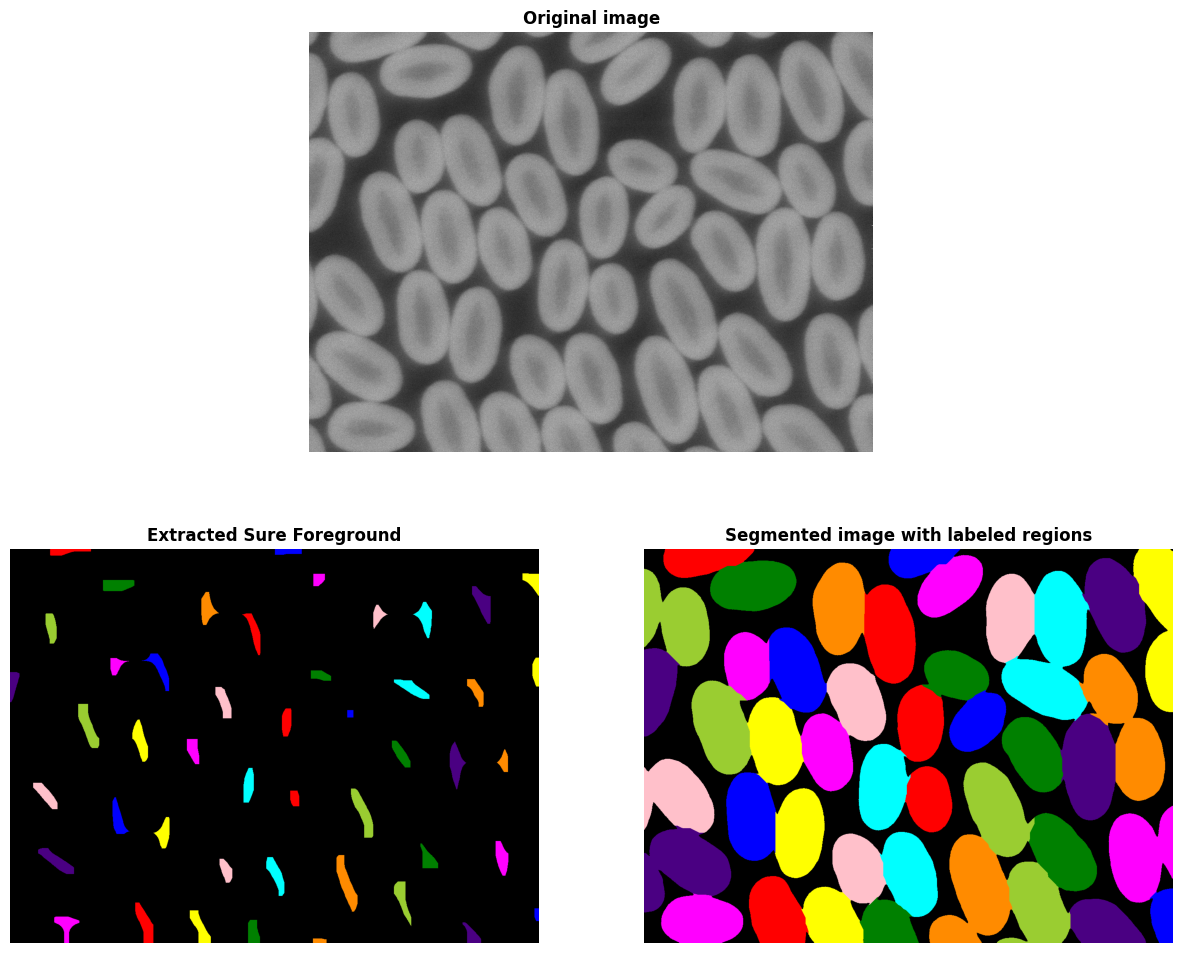 Original image
Extracted Sure Foreground
Segmented image with labeled regions